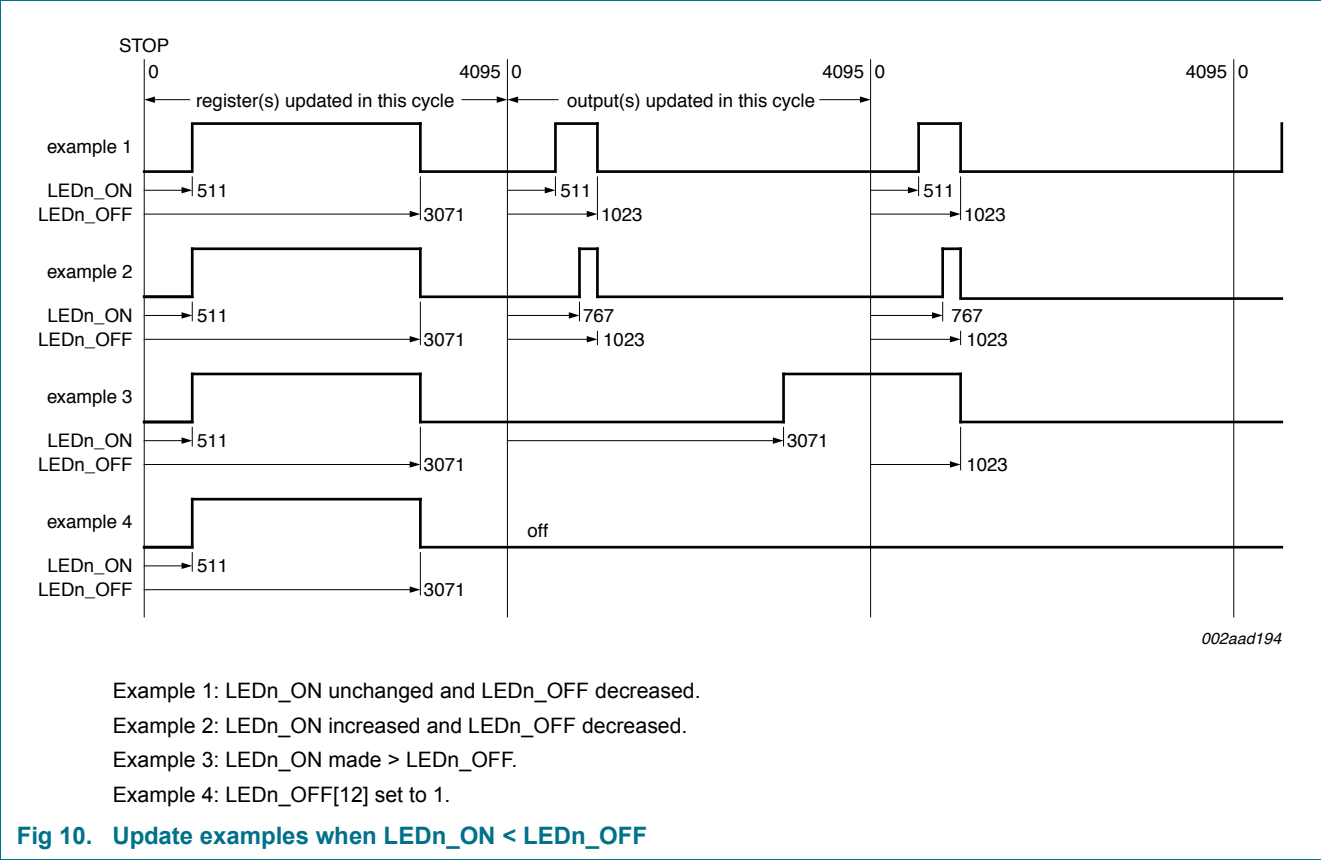 STOP
0 4095 0 4095 0 4095 0
register(s) updated in this cycle output(s) updated in this cycle
example 1
LEDn_ON 511 511 511
LEDn_OFF 3071 1023 1023
example 2
LEDn_ON 511 767 767
LEDn_OFF 3071 1023 1023
example 3
LEDn_ON 511 3071
LEDn_OFF 3071 1023
example 4 off
LEDn_ON 511
LEDn_OFF 3071
002aad194
Example 1: LEDn_ON unchanged and LEDn_OFF decreased.
Example 2: LEDn_ON increased and LEDn_OFF decreased.
Example 3: LEDn_ON made > LEDn_OFF.
Example 4: LEDn_OFF[12] set to 1.
Fig 10. Update examples when LEDn_ON < LEDn_OFF